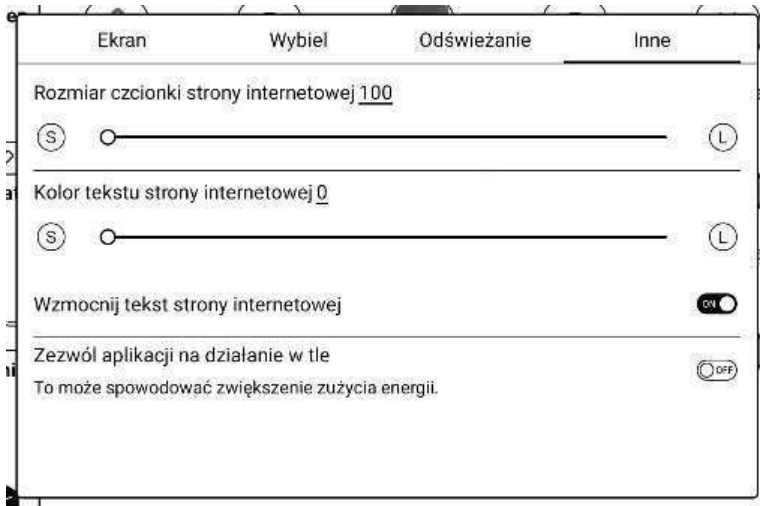 Ekran Wybiel Odświeżanie Inne
Rozmiar czcionki strony internetowej 100
S L
Kolor tekstu strony internetowej 0
S L
Wzmocnij tekst strony internetowej ON
Zezwól aplikacji na działanie w tle OFF
To może spowodować zwiększenie zużycia energii.